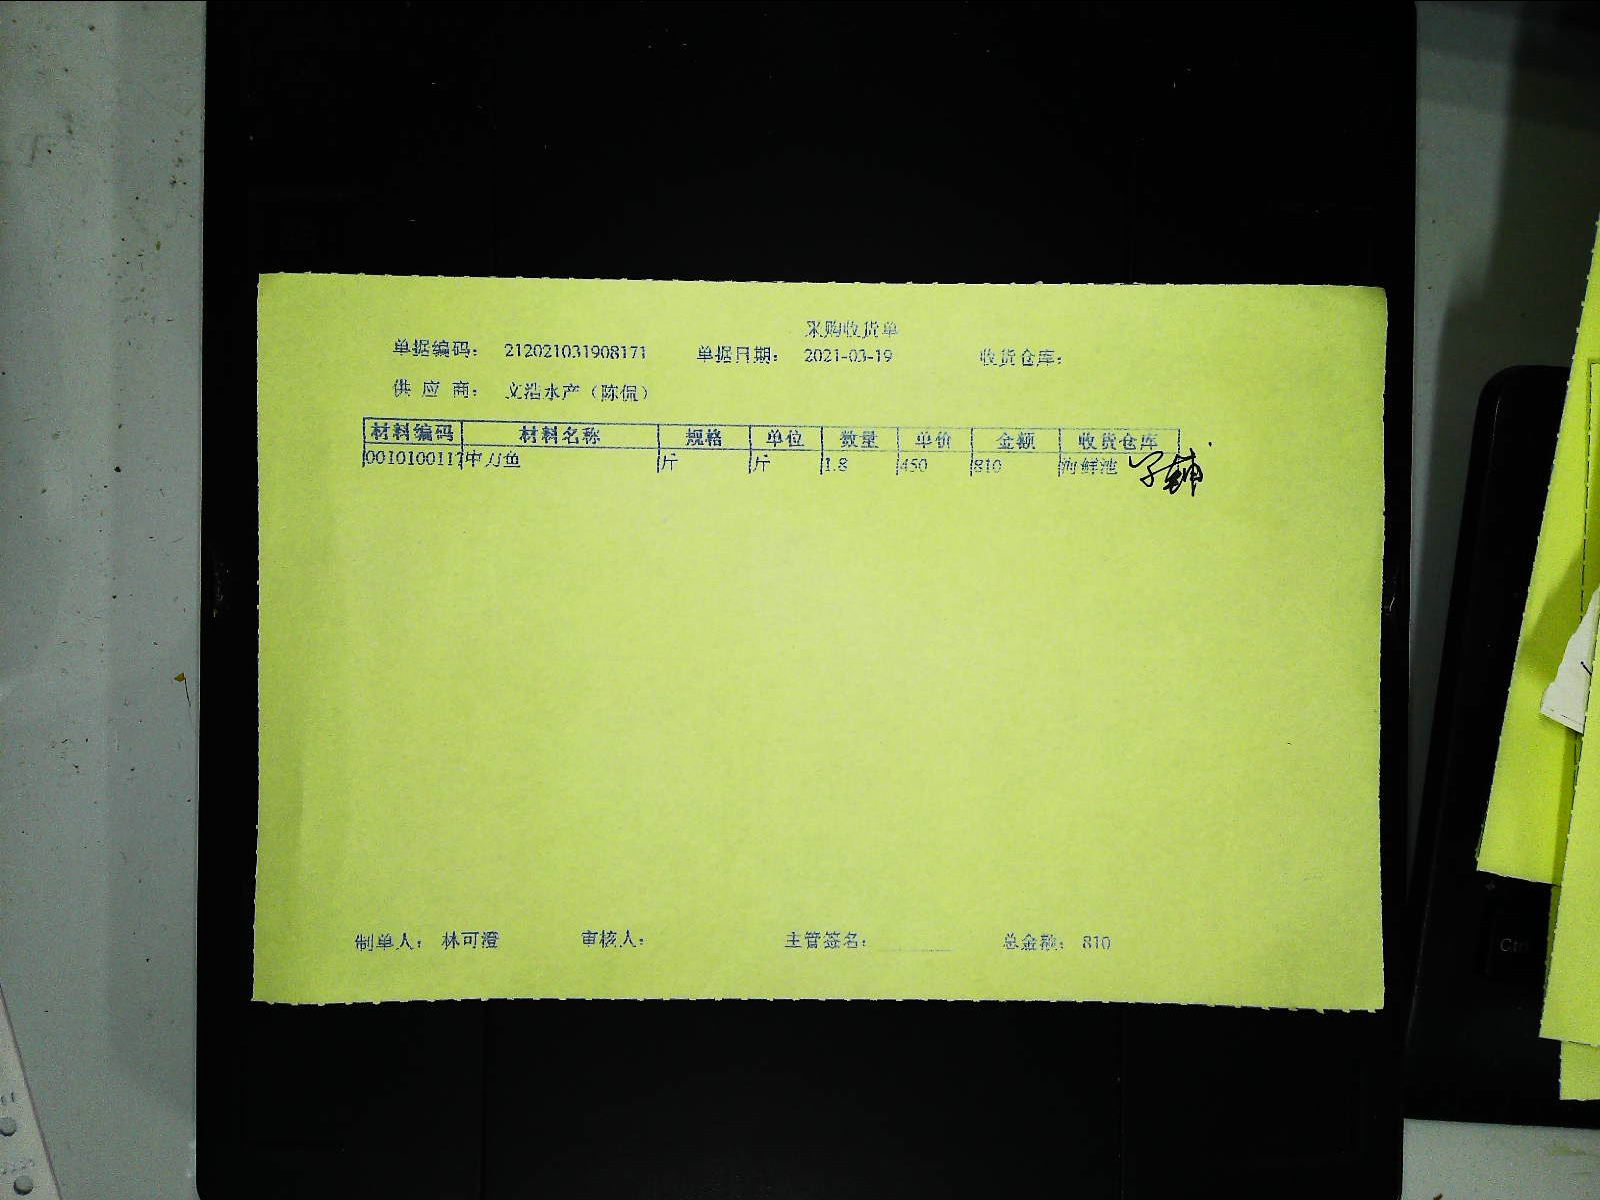 采购收货单
单据编码： 212021031908171 单据日期： 2021-03-19 收货仓库：
供 应 商： 文浩水产（陈侃）
材料编码 材料名称 规格 单位 数量 单价 金额 收货仓库
0010100117 中刀鱼 斤 斤 1.8 450 810 海鲜池
制单人： 林可澄 审核人： 主管签名： 总金额： 810